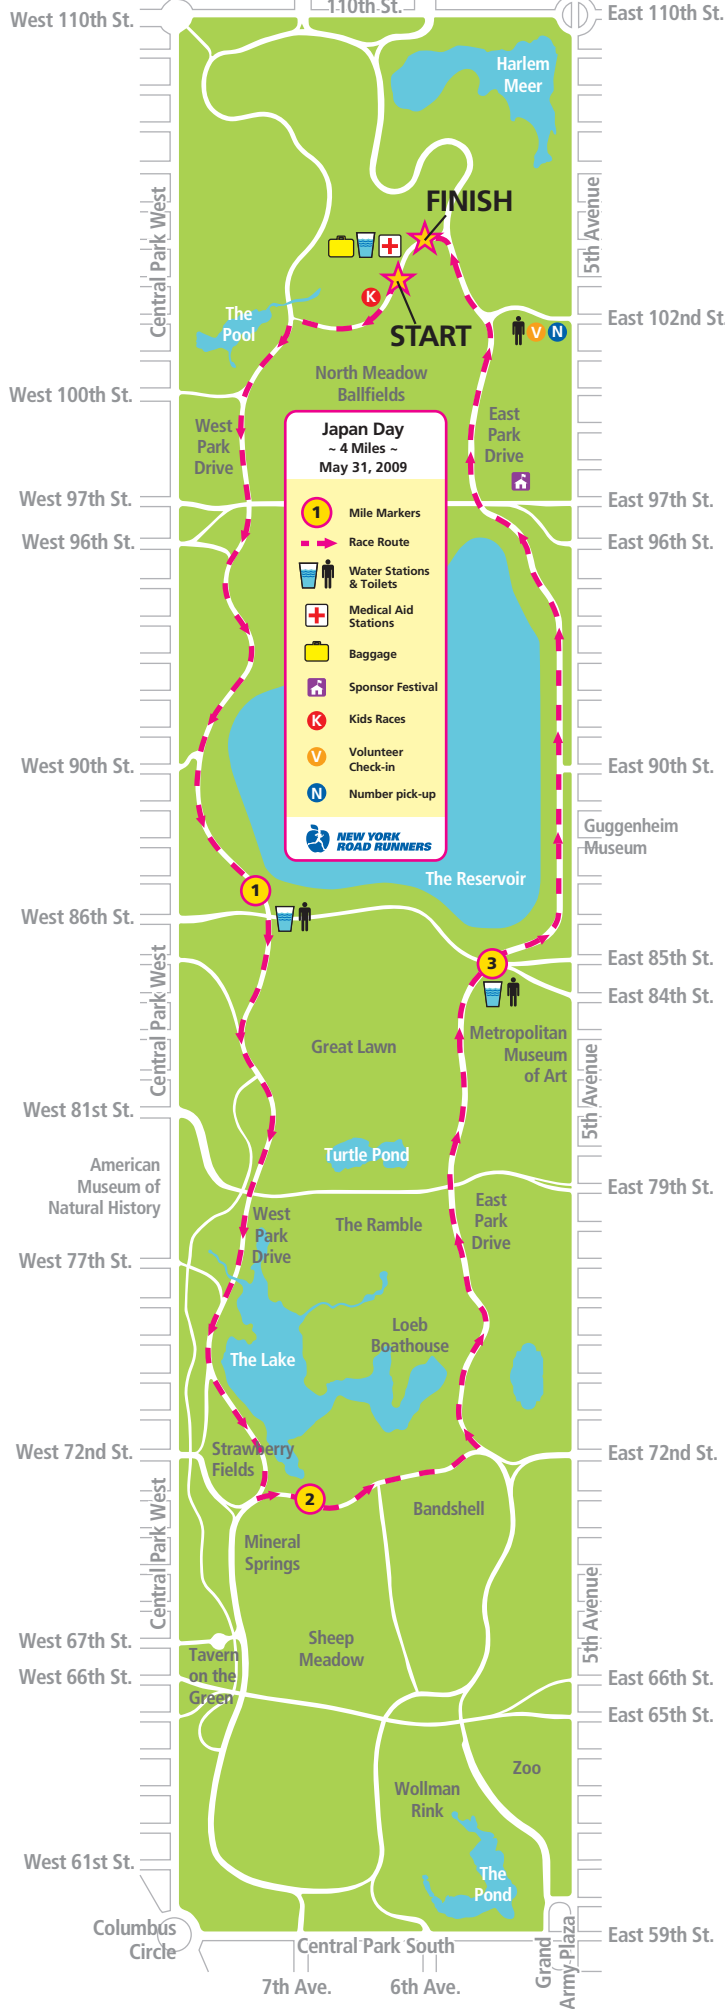 110th St.
West 110th St.
East 110th St.
Harlem
Meer
Central Park West
5th Avenue
FINISH
K
START
The
Pool
East 102nd St.
V
N
North Meadow
Ballfields
West 100th St.
West
Park
Drive
East
Park
Drive
Japan Day
~ 4 Miles ~
May 31, 2009
1 Mile Markers
Race Route
Water Stations
& Toilets
Medical Aid
Stations
Baggage
Sponsor Festival
K Kids Races
V Volunteer
Check-in
N Number pick-up
NEW YORK
ROAD RUNNERS
West 97th St.
East 97th St.
West 96th St.
East 96th St.
West 90th St.
East 90th St.
Guggenheim
Museum
The Reservoir
1
West 86th St.
East 85th St.
3
East 84th St.
Central Park West
5th Avenue
Great Lawn
Metropolitan
Museum
of Art
West 81st St.
Turtle Pond
American
Museum of
Natural History
East 79th St.
West
Park
Drive
The Ramble
East
Park
Drive
West 77th St.
Loeb
Boathouse
The Lake
West 72nd St.
East 72nd St.
Strawberry
Fields
2
Bandshell
Central Park West
5th Avenue
Mineral
Springs
Sheep
Meadow
West 67th St.
Tavern
on the
Green
West 66th St.
East 66th St.
East 65th St.
Zoo
Wollman
Rink
West 61st St.
The
Pond
Columbus
Circle
Central Park South
Grand
Army Plaza
East 59th St.
7th Ave.
6th Ave.